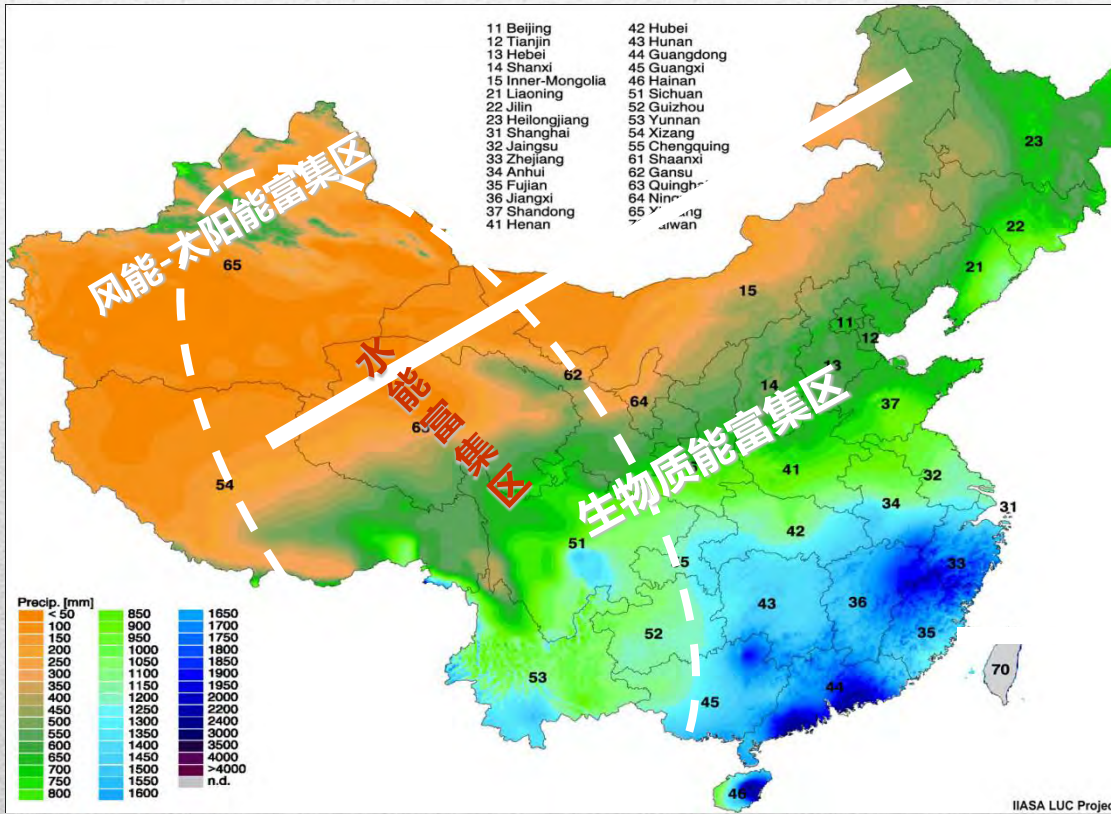 11 Beijing
12 Tianjin
13 Hebei
14 Shanxi
15 Inner-Mongolia
21 Liaoning
22 Jilin
23 Heilongjiang
31 Shanghai
32 Jaingsu
33 Zhejiang
34 Anhui
35 Fujian
36 Jiangxi
37 Shandong
41 Henan
42 Hubei
43 Hunan
44 Guangdong
45 Guangxi
46 Hainan
51 Sichuan
52 Guizhou
53 Yunnan
54 Xizang
55 Chengquing
61 Shaanxi
62 Gansu
63
64
65
风能-太阳能富集区
水能富集区
生物质能富集区
23
22
21
65
15
11
12
13
62
14
64
37
63
41
32
54
34
31
42
51
33
43
36
52
35
53
70
44
45
46
Precip. [mm]
< 50
100
150
200
250
300
350
400
450
500
550
600
650
700
750
800
850
900
950
1050
1100
1150
1200
1250
1300
1350
1400
1450
1500
1550
1600
1650
1700
1750
1800
1850
1900
1950
2000
2200
2400
3000
3500
4000
>4000
n.d.
IIASA LUC Projec